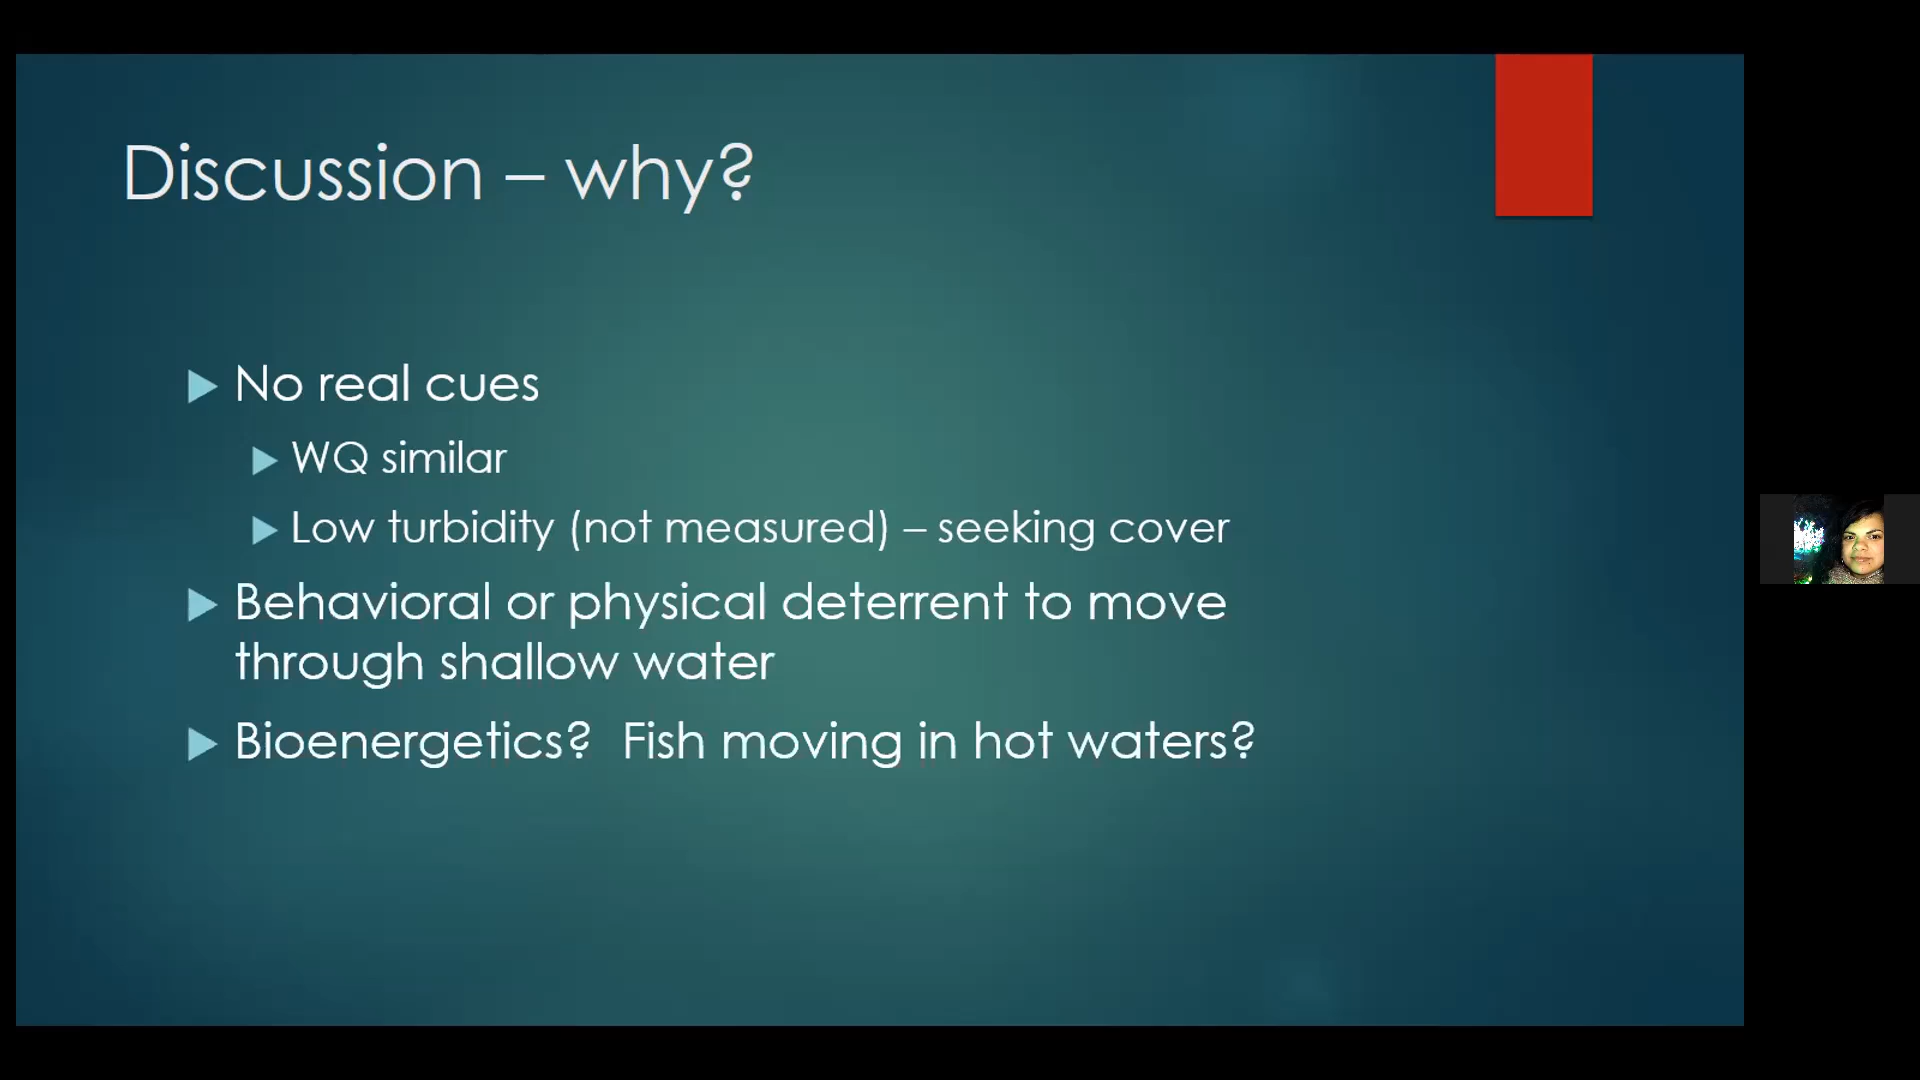 Discussion – why?
No real cues
WQ similar
Low turbidity (not measured) – seeking cover
Behavioral or physical deterrent to move
through shallow water
Bioenergetics?  Fish moving in hot waters?